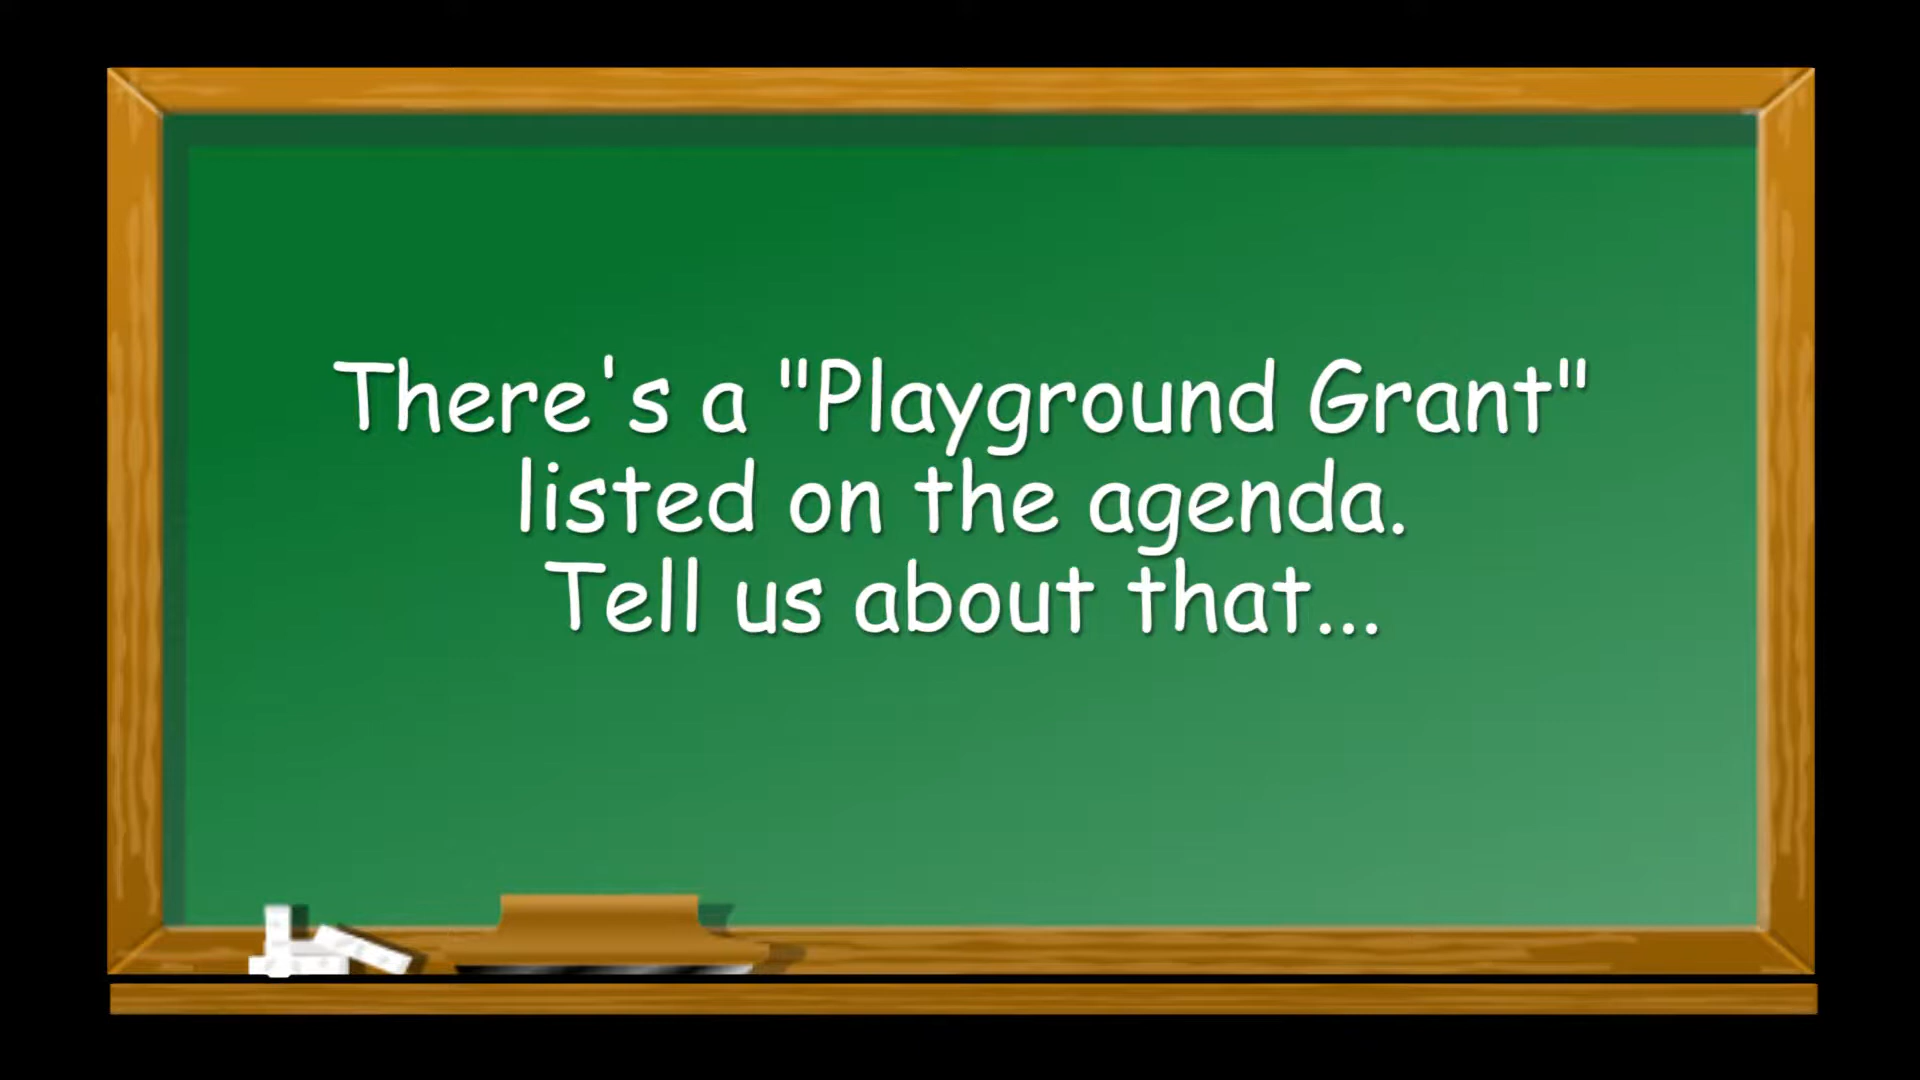 There's a "Playground Grant"
listed on the agenda.
Tell us about that...